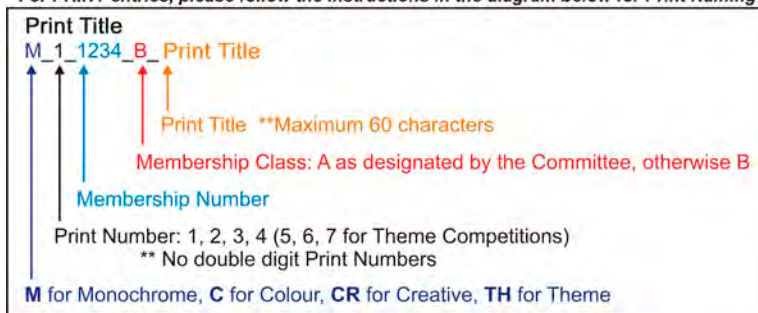 Print Title
M_1_1234_B_ Print Title
Print Title **Maximum 60 characters
Membership Class: A as designated by the Committee, otherwise B
Membership Number
Print Number: 1, 2, 3, 4 (5, 6, 7 for Theme Competitions)
** No double digit Print Numbers
M for Monochrome, C for Colour, CR for Creative, TH for Theme